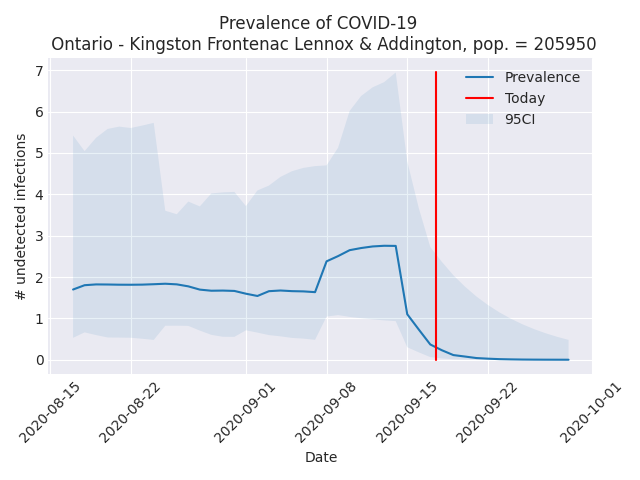 Prevalence of COVID-19
Ontario - Kingston Frontenac Lennox & Addington, pop. = 205950
7
6
5
4
3
2
1
0
# undetected infections
Prevalence
Today
95CI
2020-08-15
2020-08-22
2020-09-01
2020-09-08
2020-09-15
2020-09-22
2020-10-01
Date